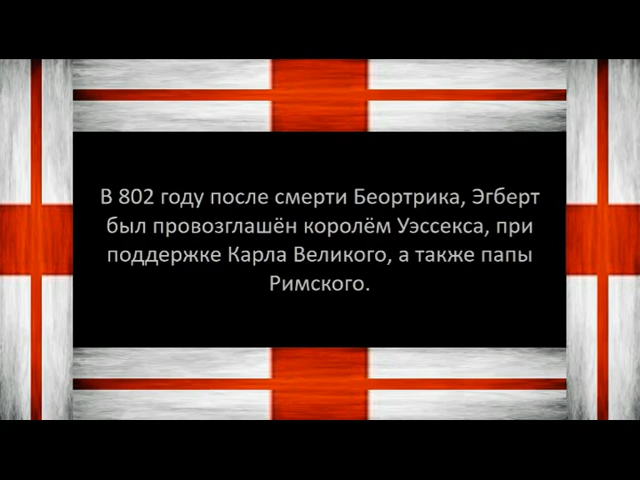 В 802 году после смерти Беортрика, Эгберт
был провозглашён королём Уэссекса, при
поддержке Карла Великого, а также папы
Римского.